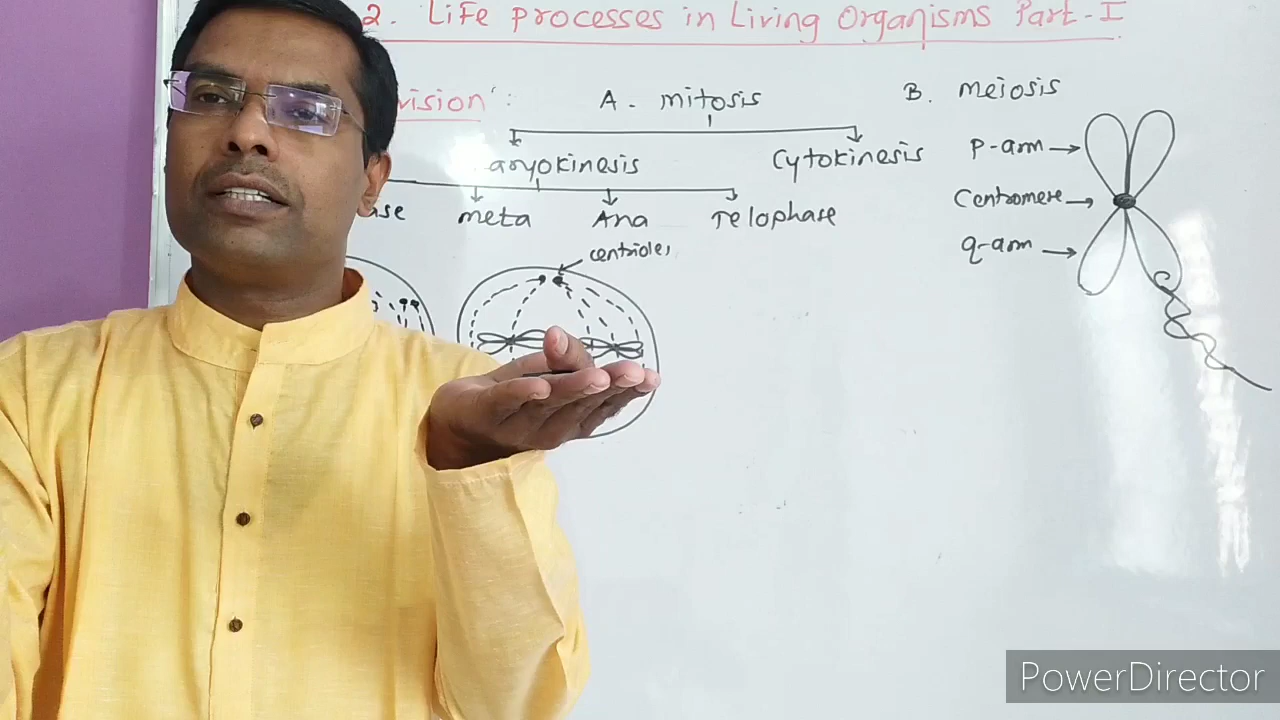 2. Life Processes in Living Organisms Part-I
vision :
A. mitosis
B. meiosis
aryokinesis
Cytokinesis
ase
meta
Ana
Telophase
centrioles
p-arm
Centromere
q-arm
PowerDirector